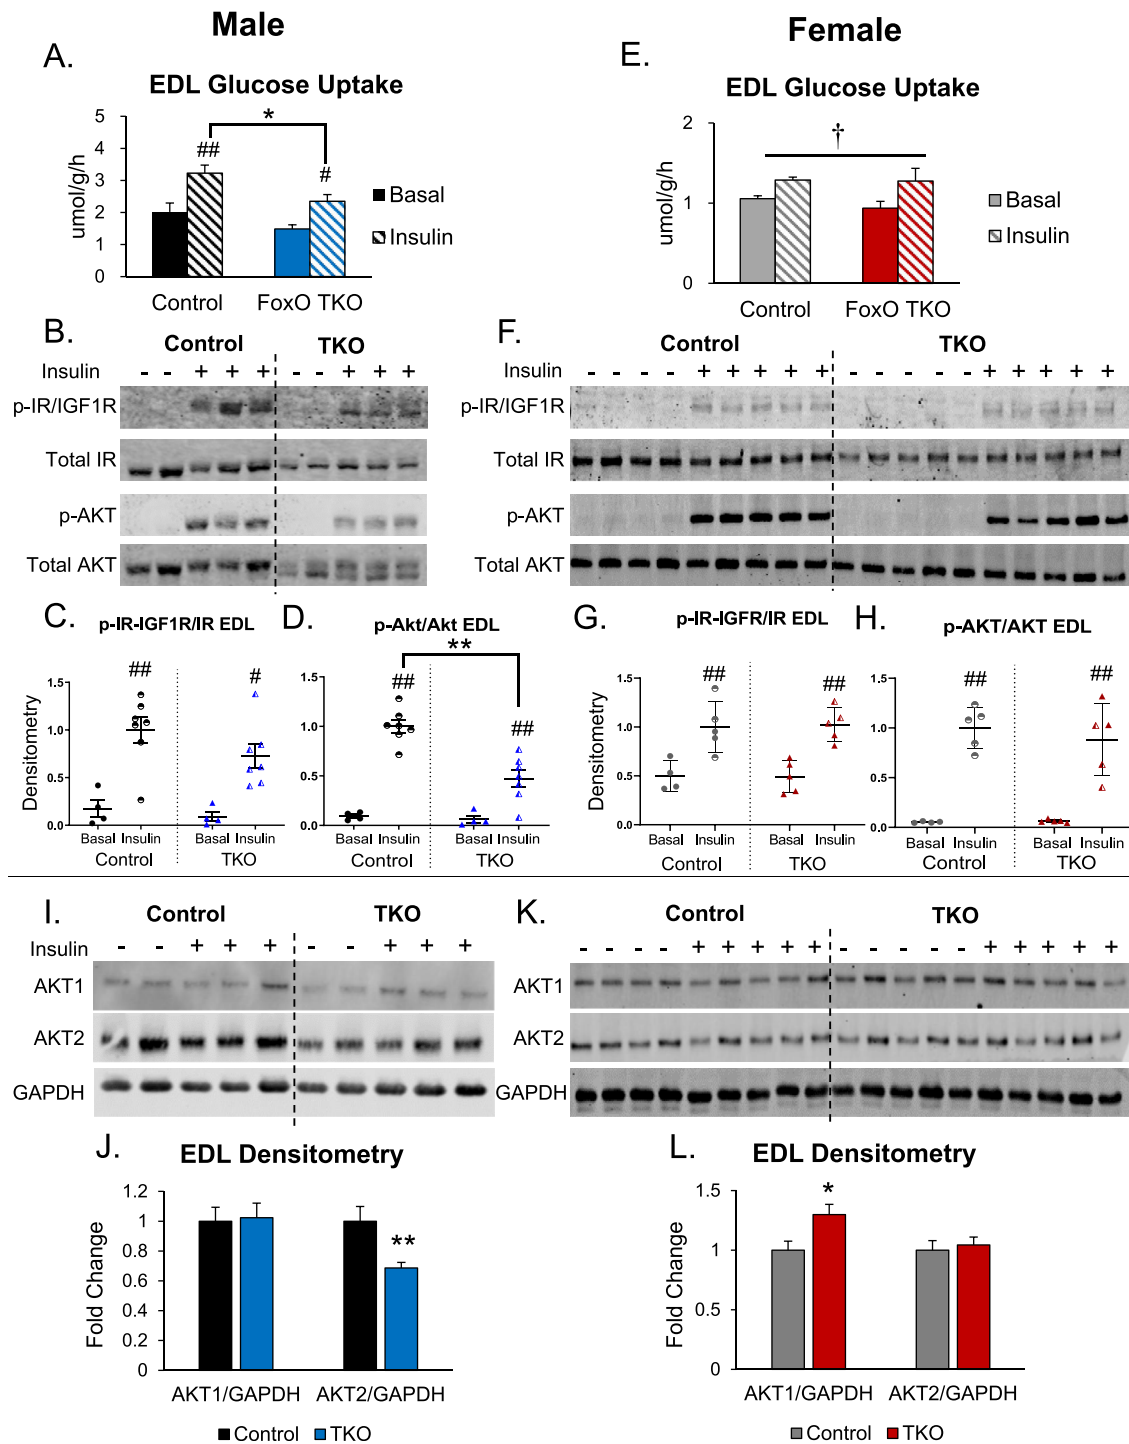 Male
Female
A.
EDL Glucose Uptake
5
4
3
2
1
0
umol/g/h
*
##
#
Basal
Insulin
Control
FoxO TKO
E.
EDL Glucose Uptake
2
1
0
umol/g/h
†
Basal
Insulin
Control
FoxO TKO
B.
Control
TKO
Insulin
- - + + + - - + + +
p-IR/IGF1R
Total IR
p-AKT
Total AKT
F.
Control
TKO
Insulin
- - - - + + + + + - - - - - + + + + +
p-IR/IGF1R
Total IR
p-AKT
Total AKT
C.
p-IR-IGF1R/IR EDL
Densitometry
1.5
1.0
0.5
0.0
##
#
Basal Insulin
Basal Insulin
Control
TKO
D.
p-Akt/Akt EDL
**
1.5
1.0
0.5
0.0
##
##
Basal Insulin
Basal Insulin
Control
TKO
G.
p-IR-IGFR/IR EDL
Densitometry
1.5
1.0
0.5
0.0
##
##
Basal Insulin
Basal Insulin
Control
TKO
H.
p-AKT/AKT EDL
1.5
1.0
0.5
0.0
##
##
Basal Insulin
Basal Insulin
Control
TKO
I.
Control
TKO
Insulin
- - + + + - - + + +
AKT1
AKT2
GAPDH
K.
Control
TKO
- - - - + + + + + - - - - - + + + + +
AKT1
AKT2
GAPDH
J.
EDL Densitometry
Fold Change
1.2
1
0.8
0.6
0.4
0.2
0
**
AKT1/GAPDH
AKT2/GAPDH
Control
TKO
L.
EDL Densitometry
Fold Change
1.5
1
0.5
0
*
AKT1/GAPDH
AKT2/GAPDH
Control
TKO